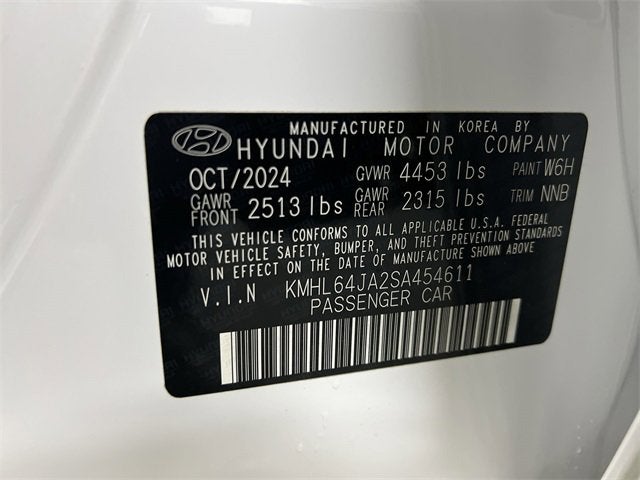 MANUFACTURED IN KOREA BY
HYUNDAI MOTOR COMPANY
OCT/2024 GVWR 4453 lbs PAINT W6H
GAWR FRONT 2513 lbs GAWR REAR 2315 lbs TRIM NNB
THIS VEHICLE CONFORMS TO ALL APPLICABLE U.S.A. FEDERAL
MOTOR VEHICLE SAFETY, BUMPER, AND THEFT PREVENTION STANDARDS
IN EFFECT ON THE DATE OF MANUFACTURE SHOWN ABOVE
V.I.N KMHL64JA2SA454611
PASSENGER CAR